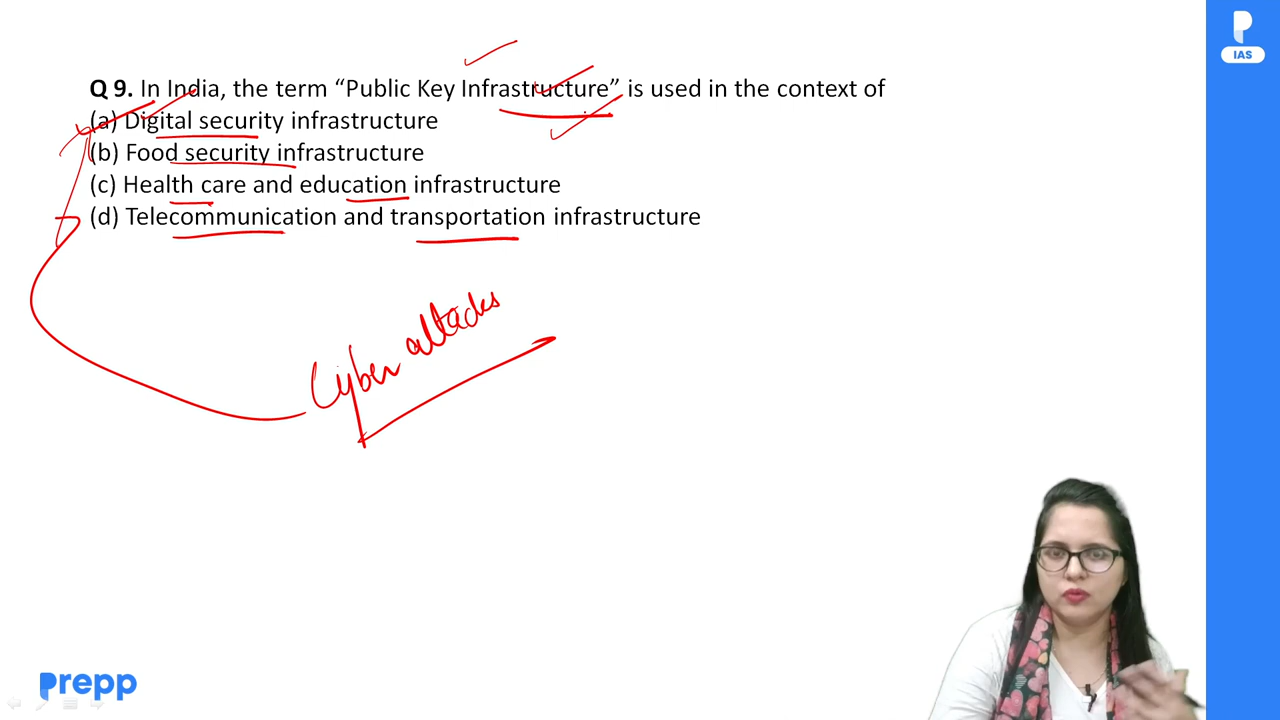 IAS
Q 9. In India, the term “Public Key Infrastructure” is used in the context of
(a) Digital security infrastructure
(b) Food security infrastructure
(c) Health care and education infrastructure
(d) Telecommunication and transportation infrastructure
Cyber attacks
prepp